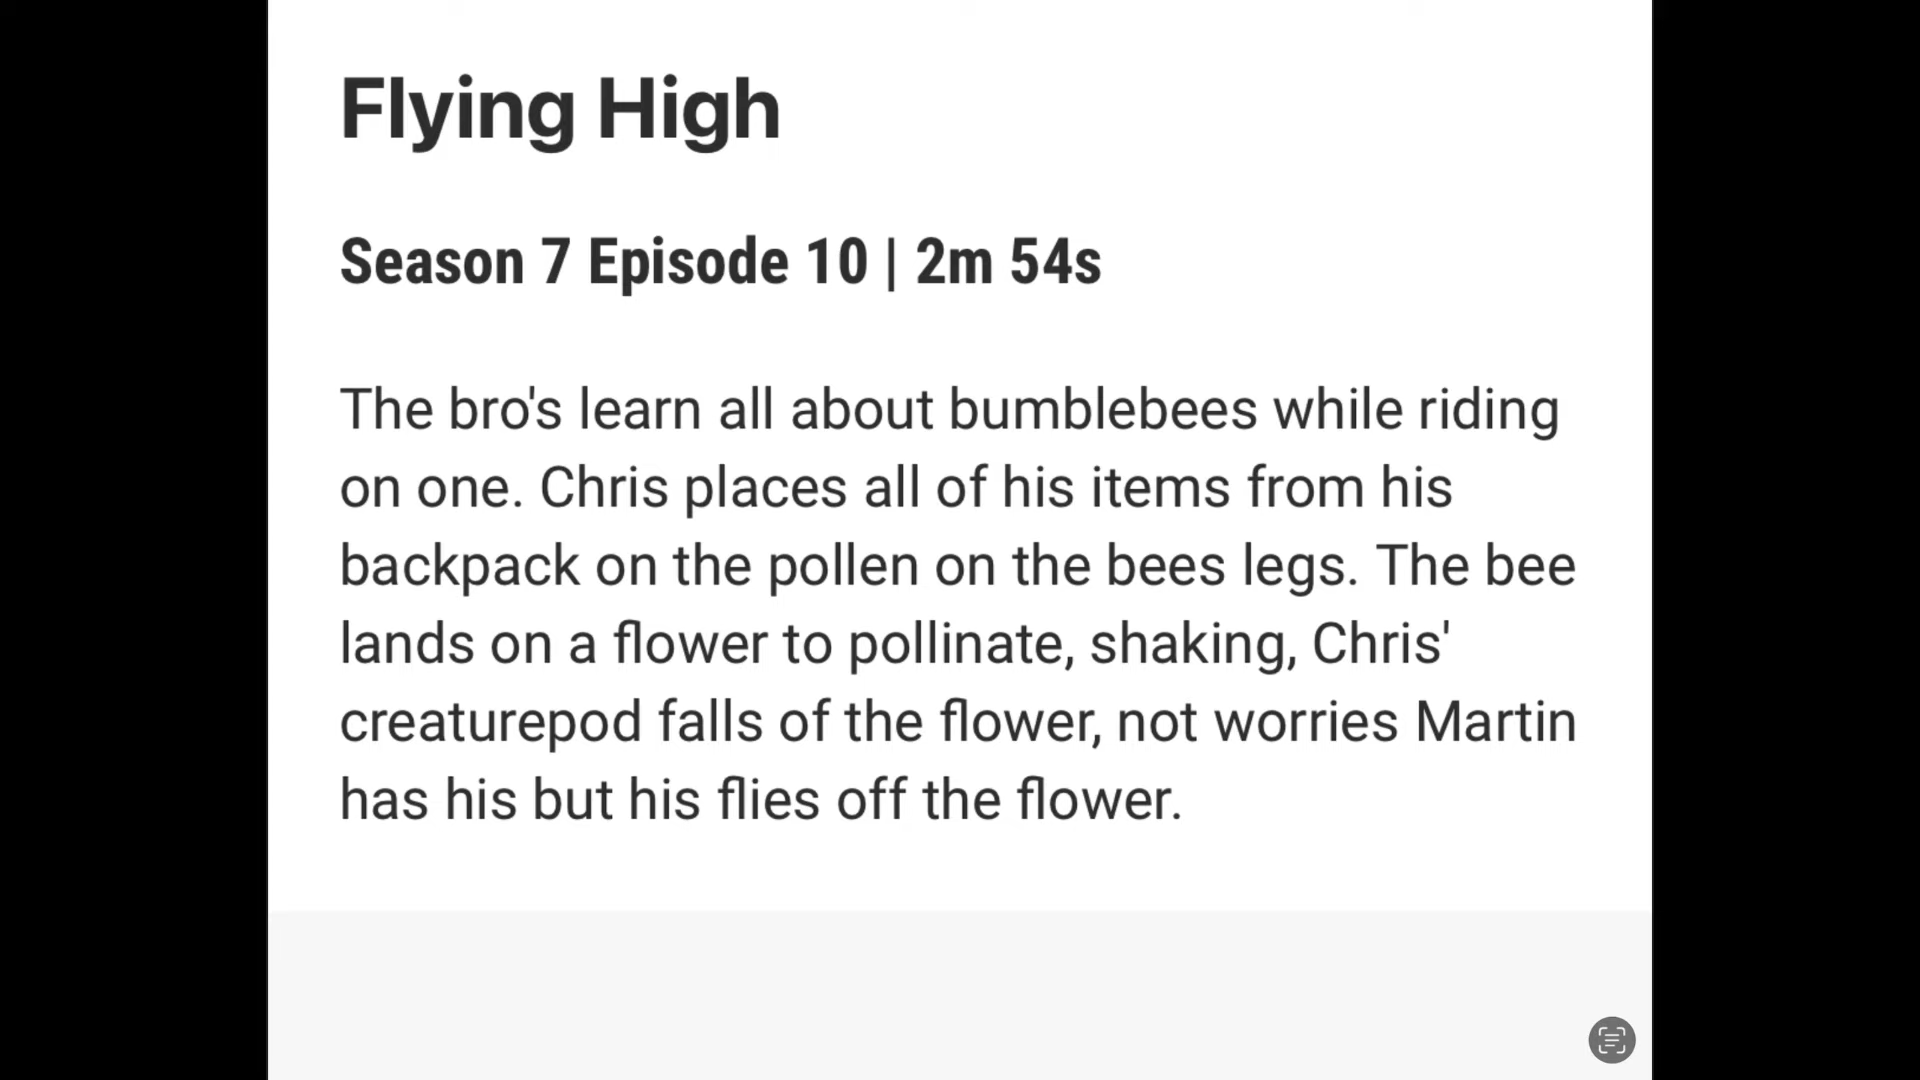 Flying High
Season 7 Episode 10 | 2m 54s
The bro's learn all about bumblebees while riding
on one. Chris places all of his items from his
backpack on the pollen on the bees legs. The bee
lands on a flower to pollinate, shaking, Chris'
creaturepod falls of the flower, not worries Martin
has his but his flies off the flower.